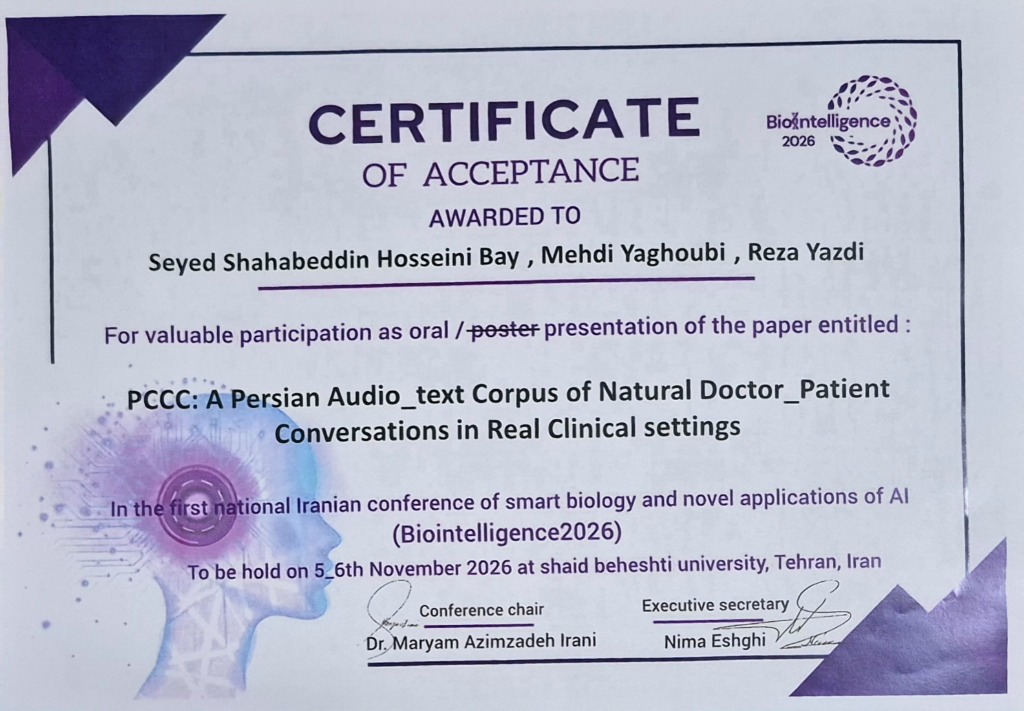 CERTIFICATE
OF ACCEPTANCE
BioIntelligence
2026
AWARDED TO
Seyed Shahabeddin Hosseini Bay , Mehdi Yaghoubi , Reza Yazdi
For valuable participation as oral / poster presentation of the paper entitled :
PCCC: A Persian Audio_text Corpus of Natural Doctor_Patient
Conversations in Real Clinical settings
In the first national Iranian conference of smart biology and novel applications of AI
(Biointelligence2026)
To be hold on 5_6th November 2026 at shaid beheshti university, Tehran, Iran
Conference chair
Dr. Maryam Azimzadeh Irani
Executive secretary
Nima Eshghi